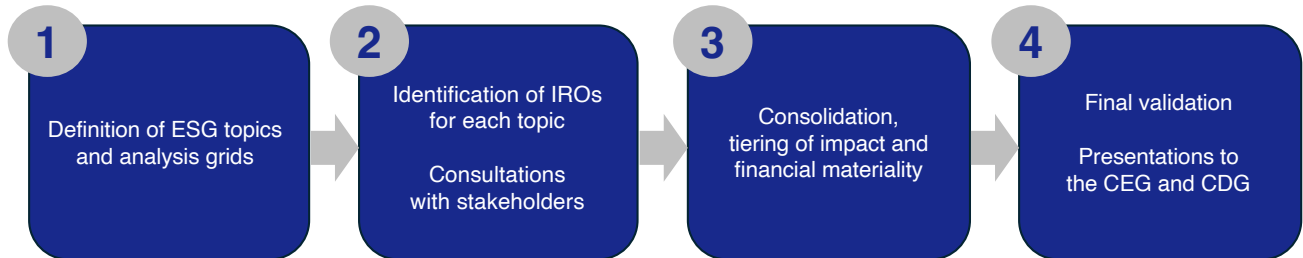 1
Definition of ESG topics
and analysis grids
2
Identification of IROs
for each topic
Consultations
with stakeholders
3
Consolidation,
tiering of impact and
financial materiality
4
Final validation
Presentations to
the CEG and CDG